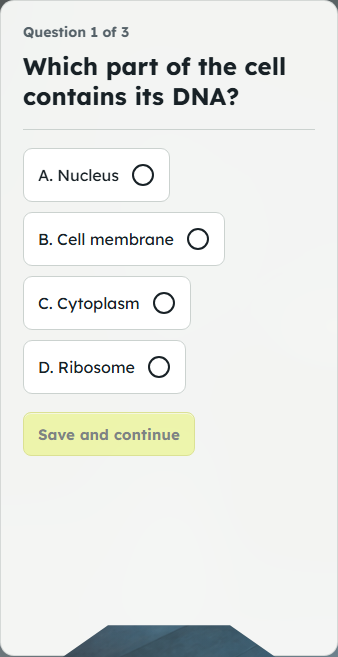 Question 1 of 3
Which part of the cell
contains its DNA?
A. Nucleus
B. Cell membrane
C. Cytoplasm
D. Ribosome
Save and continue